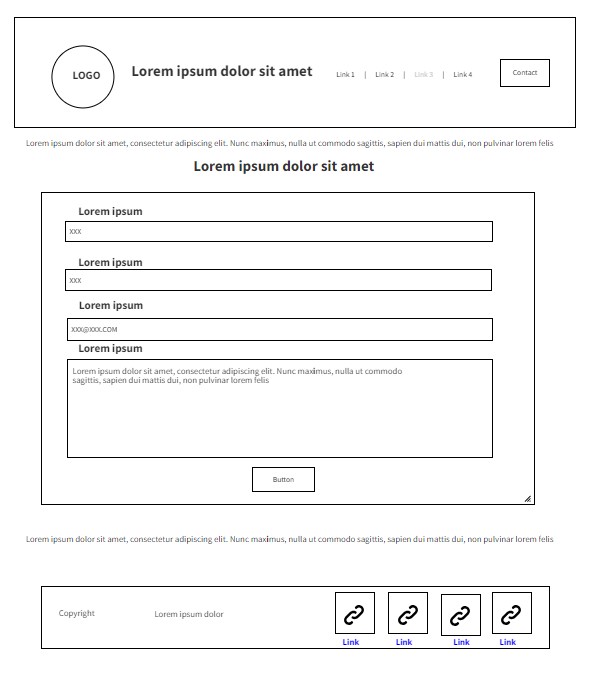 LOGO
Lorem ipsum dolor sit amet
Link 1 | Link 2 | Link 3 | Link 4
Contact
Lorem ipsum dolor sit amet, consectetur adipiscing elit. Nunc maximus, nulla ut commodo sagittis, sapien dui mattis dui, non pulvinar lorem felis
Lorem ipsum dolor sit amet
Lorem ipsum
XXX
Lorem ipsum
XXX
Lorem ipsum
XXX@XXX.COM
Lorem ipsum
Lorem ipsum dolor sit amet, consectetur adipiscing elit. Nunc maximus, nulla ut commodo
sagittis, sapien dui mattis dui, non pulvinar lorem felis
Button
Lorem ipsum dolor sit amet, consectetur adipiscing elit. Nunc maximus, nulla ut commodo sagittis, sapien dui mattis dui, non pulvinar lorem felis
Copyright
Lorem ipsum dolor
Link Link Link Link